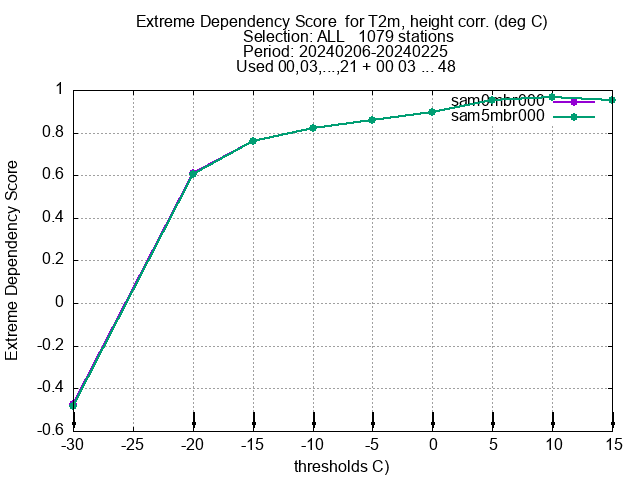 Extreme Dependency Score  for T2m, height corr. (deg C)
Selection: ALL   1079 stations
Period: 20240206-20240225
Used 00,03,...,21 + 00 03 ... 48
1
0.8
0.6
0.4
0.2
0
-0.2
-0.4
-0.6
Extreme Dependency Score
sam0mbr000
sam5mbr000
-30 -25 -20 -15 -10 -5 0 5 10 15
thresholds C)